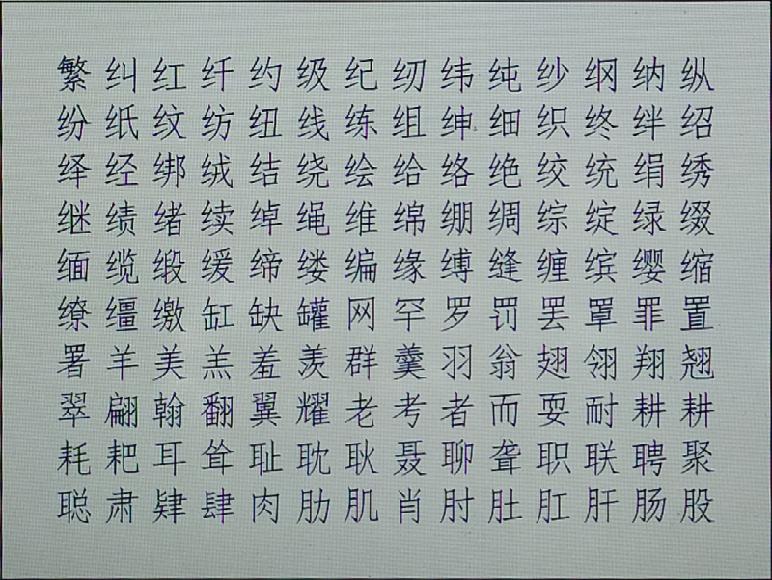 繁纠红纤约级纪纫纬纯纱纲纳纵
纷纸纹纺纽线练组绅细织终绊绍
绎经绑绒结绕绘给络绝绞统绢绣
继绩绪续绰绳维绵绷绸综绽绿缀
缅缆缎缓缔缕编缘缚缝缠缤缨缩
缭缰缴缸缺罐网罕罗罚罢罩罪置
署羊美羔羞羡群羹羽翁翅翎翔翘
翠翩翰翻翼耀老考者而耍耐耕耕
耗耙耳耸耻耽耿聂聊聋职联聘聚
聪肃肄肆肉肋肌肖肘肚肛肝肠股